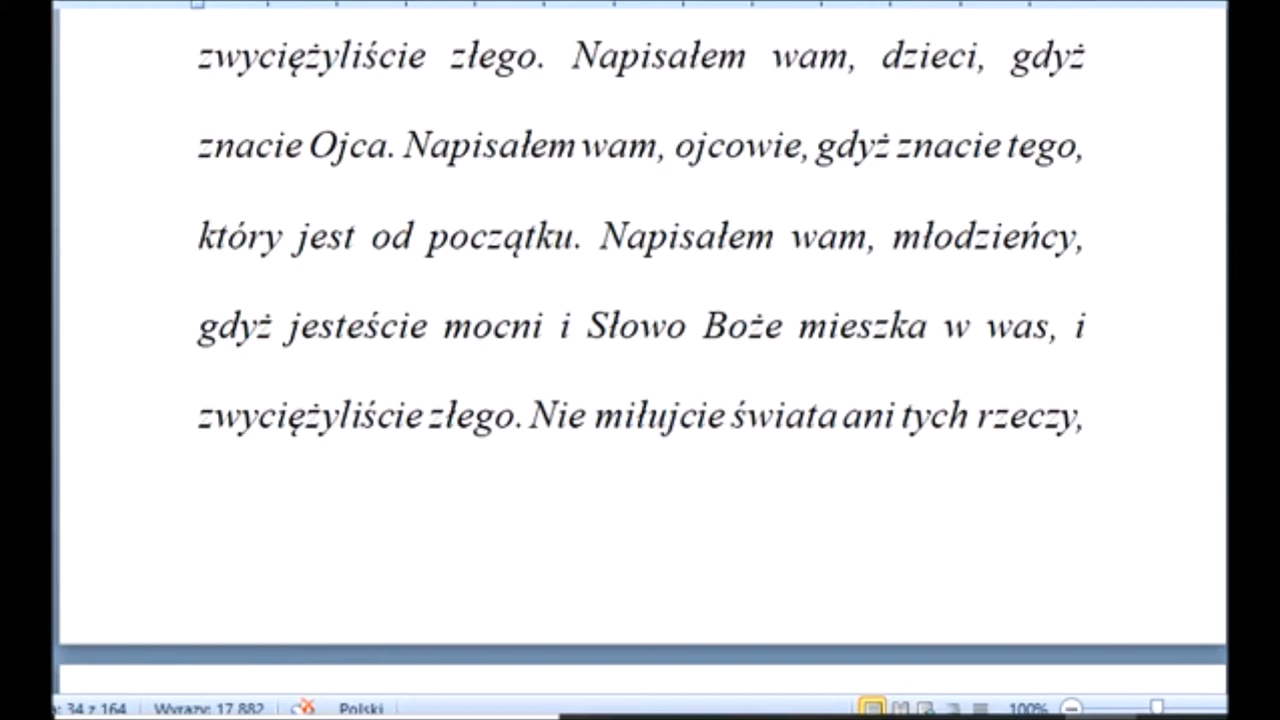 zwyciężyliście złego. Napisałem wam, dzieci, gdyż
znacie Ojca. Napisałem wam, ojcowie, gdyż znacie tego,
który jest od początku. Napisałem wam, młodzieńcy,
gdyż jesteście mocni i Słowo Boże mieszka w was, i
zwyciężyliście złego. Nie miłujcie świata ani tych rzeczy,
: 34 z 164 Wyrazy: 17 882 Polski 100%